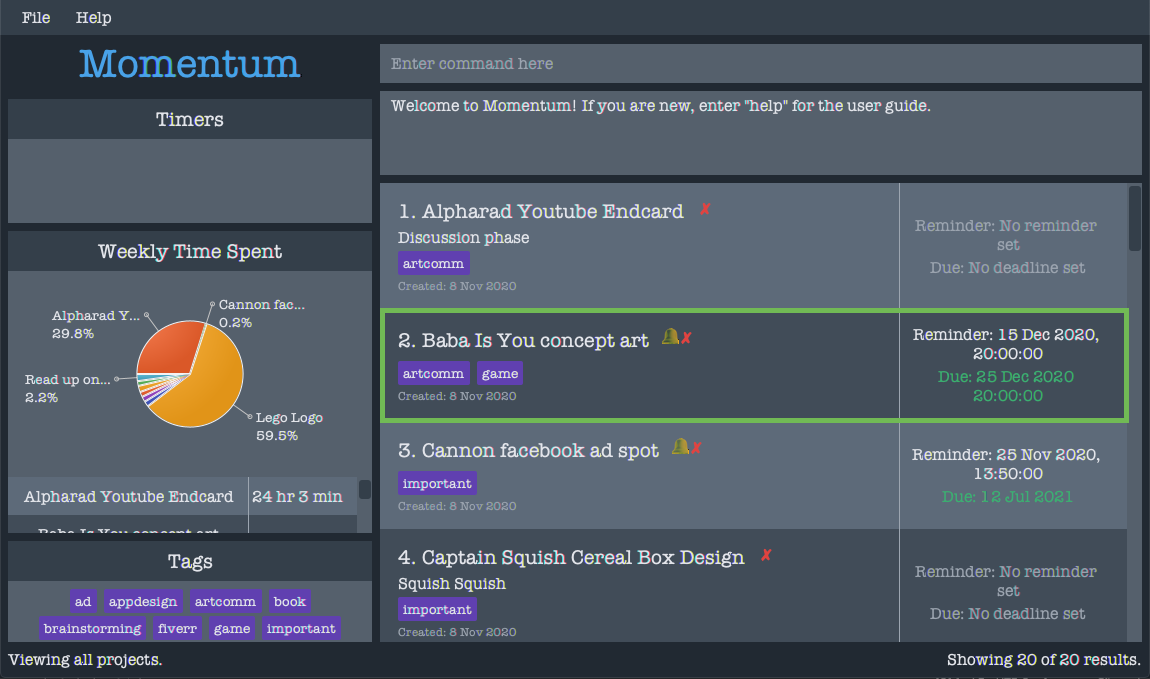 File Help
Momentum
Enter command here
Welcome to Momentum! If you are new, enter "help" for the user guide.
Timers
Weekly Time Spent
Alpharad Y...
29.8%
Cannon fac...
0.2%
Read up on...
2.2%
Lego Logo
59.5%
Alpharad Youtube Endcard 24 hr 3 min
Baba Is You concept art
Tags
ad appdesign artcomm book
brainstorming fiverr game important
1. Alpharad Youtube Endcard ✗
Discussion phase
artcomm
Created: 8 Nov 2020
Reminder: No reminder
set
Due: No deadline set
2. Baba Is You concept art 🔔✗
artcomm game
Created: 8 Nov 2020
Reminder: 15 Dec 2020,
20:00:00
Due: 25 Dec 2020
20:00:00
3. Cannon facebook ad spot 🔔✗
important
Created: 8 Nov 2020
Reminder: 25 Nov 2020,
13:50:00
Due: 12 Jul 2021
4. Captain Squish Cereal Box Design ✗
Squish Squish
important
Created: 8 Nov 2020
Reminder: No reminder
set
Due: No deadline set
Viewing all projects.
Showing 20 of 20 results.